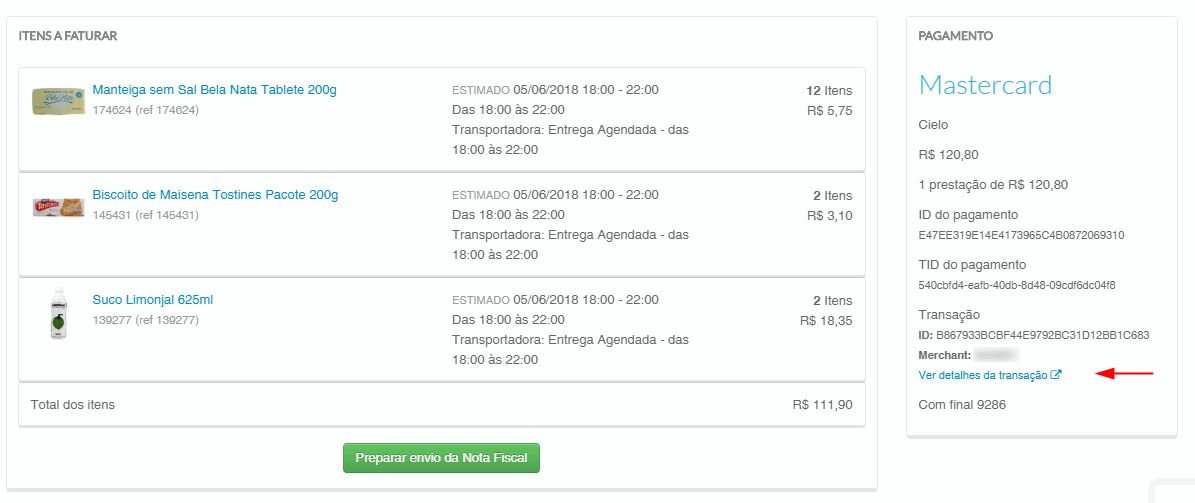 ITENS A FATURAR
Manteiga sem Sal Bela Nata Tablete 200g
174624 (ref 174624)
ESTIMADO 05/06/2018 18:00 - 22:00
Das 18:00 às 22:00
Transportadora: Entrega Agendada - das
18:00 às 22:00
12 Itens
R$ 5,75
Biscoito de Maisena Tostines Pacote 200g
145431 (ref 145431)
ESTIMADO 05/06/2018 18:00 - 22:00
Das 18:00 às 22:00
Transportadora: Entrega Agendada - das
18:00 às 22:00
2 Itens
R$ 3,10
Suco Limonjal 625ml
139277 (ref 139277)
ESTIMADO 05/06/2018 18:00 - 22:00
Das 18:00 às 22:00
Transportadora: Entrega Agendada - das
18:00 às 22:00
2 Itens
R$ 18,35
Total dos itens
R$ 111,90
Preparar envio da Nota Fiscal
PAGAMENTO
Mastercard
Cielo
R$ 120,80
1 prestação de R$ 120,80
ID do pagamento
E47EE319E14E4173965C4B0872069310
TID do pagamento
540cbfd4-eafb-40db-8d48-09cdf6dc04f8
Transação
ID: B867933BCBF44E9792BC31D12BB1C683
Merchant:
Ver detalhes da transação
Com final 9286